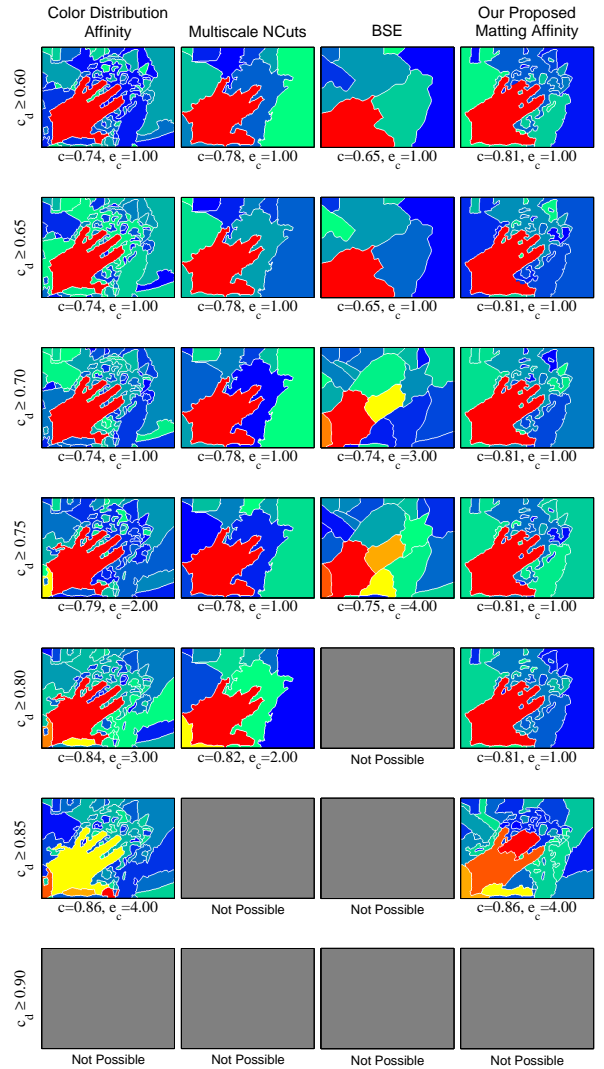 Color Distribution Affinity
Multiscale NCuts
BSE
Our Proposed Matting Affinity
c_p ≥ 0.60
c=0.74, e_c=1.00
c=0.78, e_c=1.00
c=0.65, e_c=1.00
c=0.81, e_c=1.00
c_p ≥ 0.65
c=0.74, e_c=1.00
c=0.78, e_c=1.00
c=0.65, e_c=1.00
c=0.81, e_c=1.00
c_p ≥ 0.70
c=0.74, e_c=1.00
c=0.78, e_c=1.00
c=0.74, e_c=3.00
c=0.81, e_c=1.00
c_p ≥ 0.75
c=0.79, e_c=2.00
c=0.78, e_c=1.00
c=0.75, e_c=4.00
c=0.81, e_c=1.00
c_p ≥ 0.80
c=0.84, e_c=3.00
c=0.82, e_c=2.00
Not Possible
c=0.81, e_c=1.00
c_p ≥ 0.85
c=0.86, e_c=4.00
Not Possible
Not Possible
c=0.86, e_c=4.00
c_p ≥ 0.90
Not Possible
Not Possible
Not Possible
Not Possible